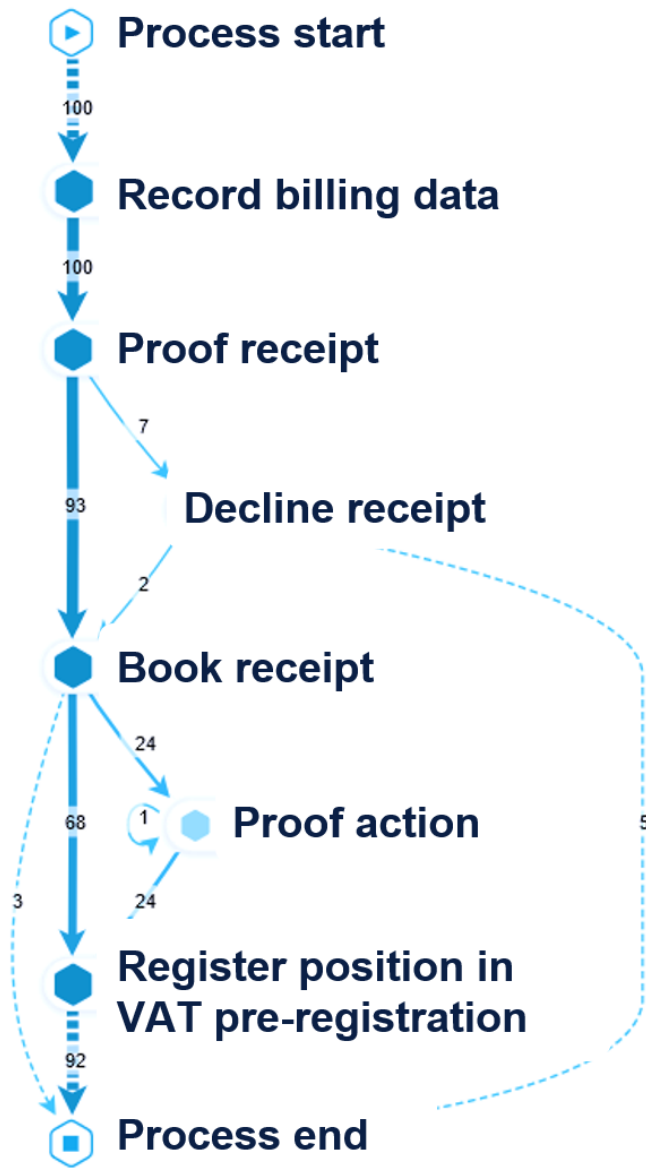 Process start
100
Record billing data
100
Proof receipt
7
93
Decline receipt
2
Book receipt
24
68
1
Proof action
5
3
24
Register position in
VAT pre-registration
92
Process end